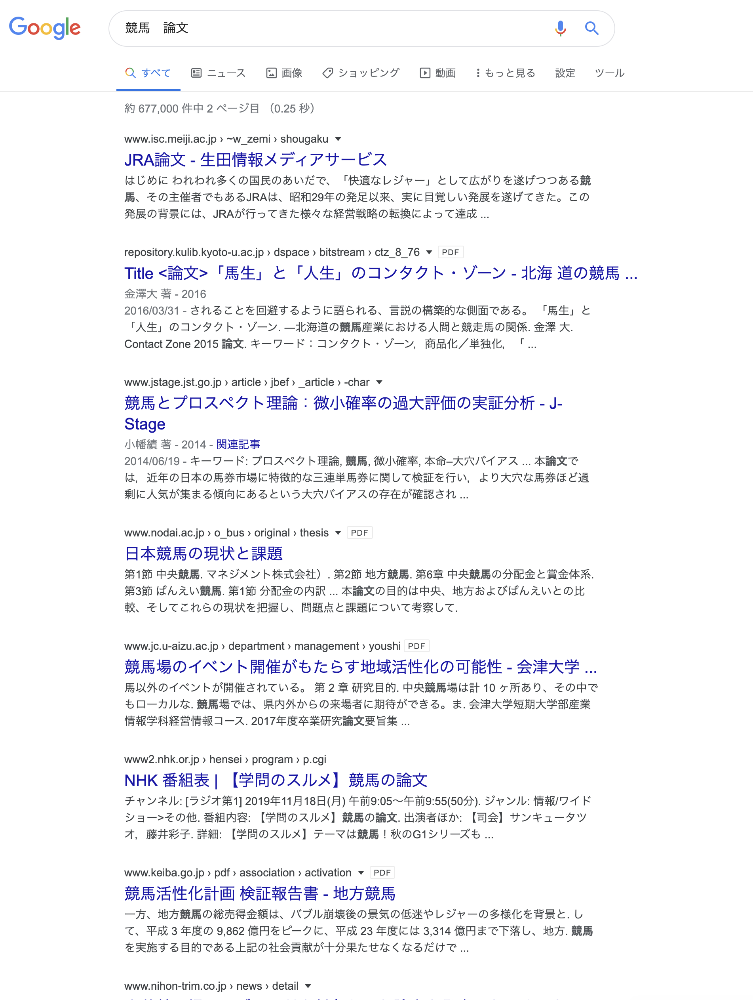 Google
競馬　論文
すべて ニュース 画像 ショッピング 動画 もっと見る 設定 ツール
約 677,000 件中 2 ページ目 （0.25 秒）
www.isc.meiji.ac.jp › ~w_zemi › shougaku
JRA論文 - 生田情報メディアサービス
はじめに われわれ多くの国民のあいだで、「快適なレジャー」として広がりを遂げつつある競
馬、その主催者でもあるJRAは、昭和29年の発足以来、実に目覚しい発展を遂げてきた。この
発展の背景には、JRAが行ってきた様々な経営戦略の転換によって達成 ...
repository.kulib.kyoto-u.ac.jp › dspace › bitstream › ctz_8_76 PDF
Title <論文>「馬生」と「人生」のコンタクト・ゾーン - 北海 道の競馬 ...
金澤大 著 - 2016
2016/03/31 - されることを回避するように語られる、言説の構築的な側面である。 「馬生」と
「人生」のコンタクト・ゾーン. —北海道の競馬産業における人間と競走馬の関係. 金澤 大.
Contact Zone 2015 論文. キーワード：コンタクト・ゾーン，商品化／単独化，「 ...
www.jstage.jst.go.jp › article › jbef › _article › -char
競馬とプロスペクト理論：微小確率の過大評価の実証分析 - J-
Stage
小幡績 著 - 2014 - 関連記事
2014/06/19 - キーワード: プロスペクト理論, 競馬, 微小確率, 本命–大穴バイアス ... 本論文で
は，近年の日本の馬券市場に特徴的な三連単馬券に関して検証を行い，より大穴な馬券ほど過
剰に人気が集まる傾向にあるという大穴バイアスの存在が確認され ...
www.nodai.ac.jp › o_bus › original › thesis PDF
日本競馬の現状と課題
第1節 中央競馬. マネジメント株式会社）. 第2節 地方競馬. 第6章 中央競馬の分配金と賞金体系.
第3節 ばんえい競馬. 第1節 分配金の内訳 ... 本論文の目的は中央、地方およびばんえいとの比
較、そしてこれらの現状を把握し、問題点と課題について考察して.
www.jc.u-aizu.ac.jp › department › management › youshi PDF
競馬場のイベント開催がもたらす地域活性化の可能性 - 会津大学 ...
馬以外のイベントが開催されている。 第 2 章 研究目的. 中央競馬場は計 10 ヶ所あり、その中で
もローカルな. 競馬場では、県内外からの来場者に期待ができる。ま. 会津大学短期大学部産業
情報学科経営情報コース. 2017年度卒業研究論文要旨集 ...
www2.nhk.or.jp › hensei › program › p.cgi
NHK 番組表 | 【学問のスルメ】競馬の論文
チャンネル: [ラジオ第1] 2019年11月18日(月) 午前9:05〜午前9:55(50分). ジャンル: 情報/ワイド
ショー>その他. 番組内容: 【学問のスルメ】競馬の論文. 出演者ほか: 【司会】サンキュータツ
オ，藤井彩子. 詳細: 【学問のスルメ】テーマは競馬！秋のG1シリーズも ...
www.keiba.go.jp › pdf › association › activation PDF
競馬活性化計画 検証報告書 - 地方競馬
一方、地方競馬の総売得金額は、バブル崩壊後の景気の低迷やレジャーの多様化を背景と. し
て、平成 3 年度の 9,862 億円をピークに、平成 23 年度には 3,314 億円まで下落し、地方. 競馬
を実施する目的である上記の社会貢献が十分果たせなくなるだけで ...
www.nihon-trim.co.jp › news › detail